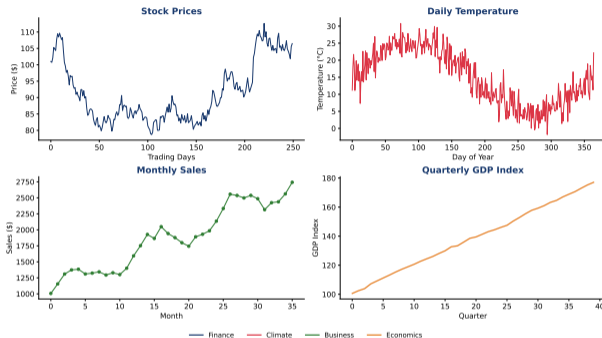 Stock Prices
Price ($)
110
105
100
95
90
85
80
0 50 100 150 200 250
Trading Days
Daily Temperature
Temperature (°C)
30
25
20
15
10
5
0
0 50 100 150 200 250 300 350
Day of Year
Monthly Sales
Sales ($)
2750
2500
2250
2000
1750
1500
1250
1000
0 5 10 15 20 25 30 35
Month
Quarterly GDP Index
GDP Index
180
160
140
120
100
0 5 10 15 20 25 30 35 40
Quarter
Finance Climate Business Economics